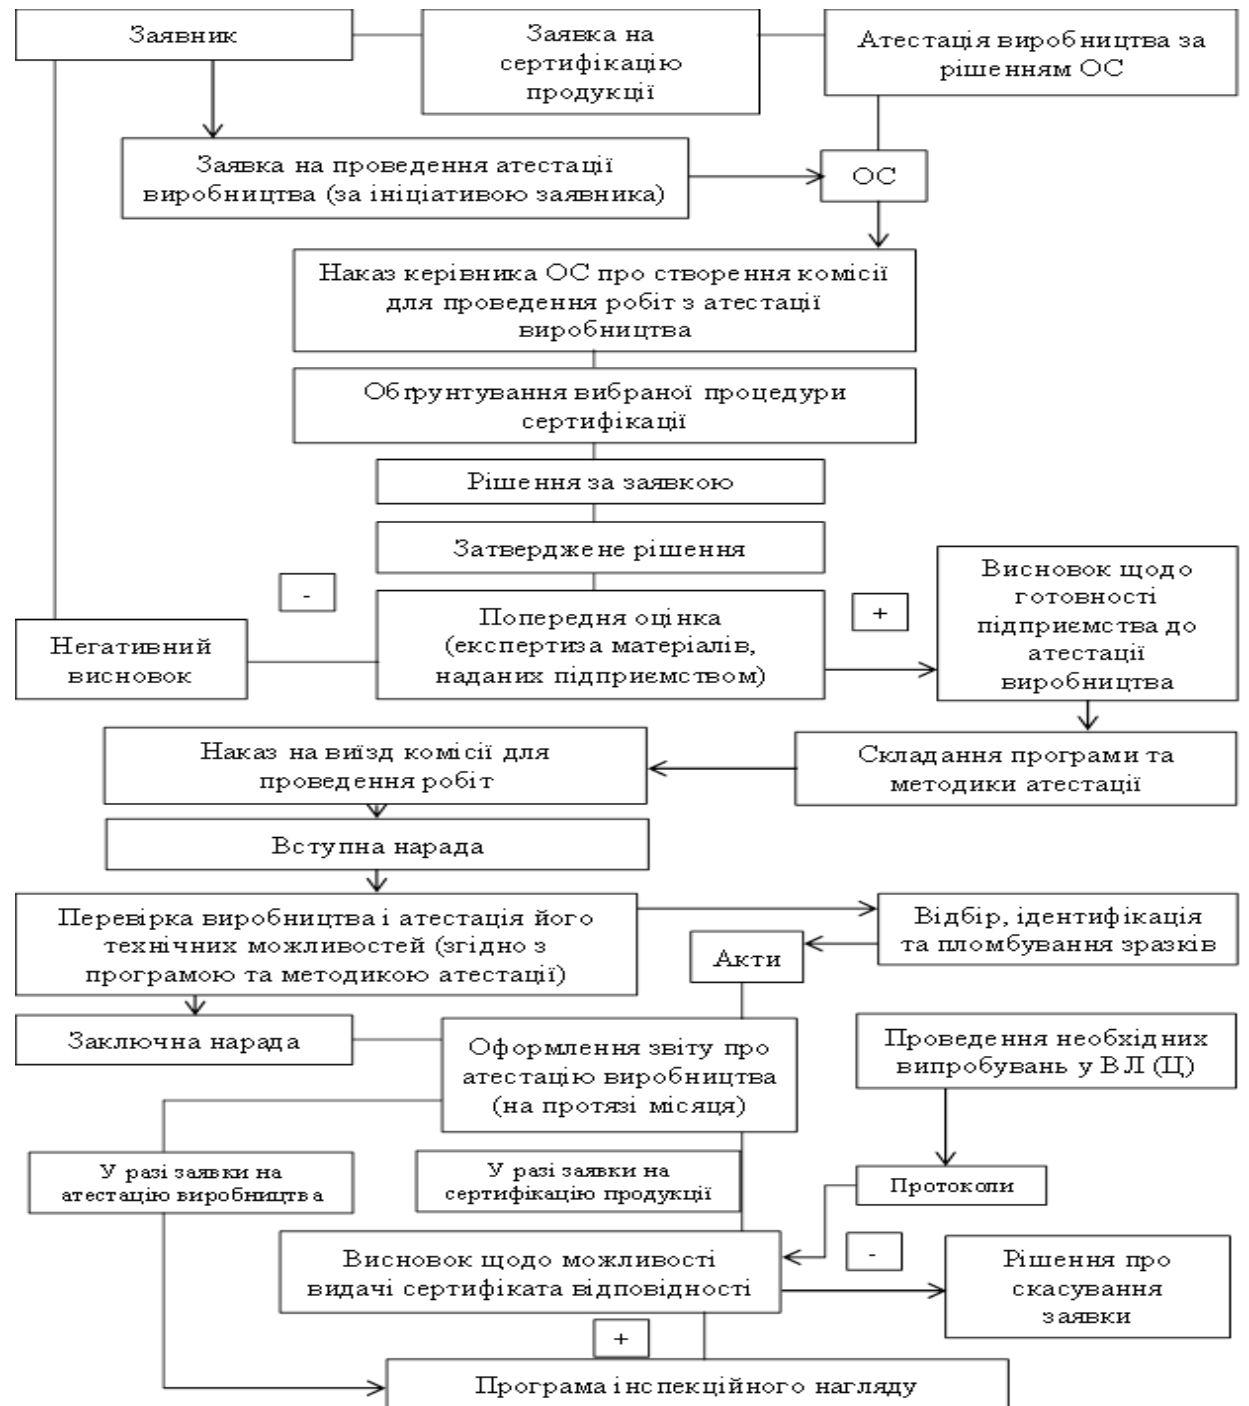 Заявник
Заявка на
сертифікацію
продукції
Атестація виробництва за
рішенням ОС
Заявка на проведення атестації
виробництва (за ініціативою заявника)
ОС
Наказ керівника ОС про створення комісії
для проведення робіт з атестації
виробництва
Обґрунтування вибраної процедури
сертифікації
Рішення за заявкою
Затверджене рішення
-
+
Попередня оцінка
(експертиза матеріалів,
наданих підприємством)
Негативний
висновок
Висновок щодо
готовності
підприємства до
атестації
виробництва
Наказ на виїзд комісії для
проведення робіт
Складання програми та
методики атестації
Вступна нарада
Перевірка виробництва і атестація його
технічних можливостей (згідно з
програмою та методикою атестації)
Відбір, ідентифікація
та пломбування зразків
Акти
Заключна нарада
Оформлення звіту про
атестацію виробництва
(на протязі місяця)
Проведення необхідних
випробувань у ВЛ (Ц)
У разі заявки на
атестацію виробництва
У разі заявки на
сертифікацію продукції
Протоколи
Висновок щодо можливості
видачі сертифіката відповідності
-
Рішення про
скасування
заявки
+
Програма інспекційного нагляду